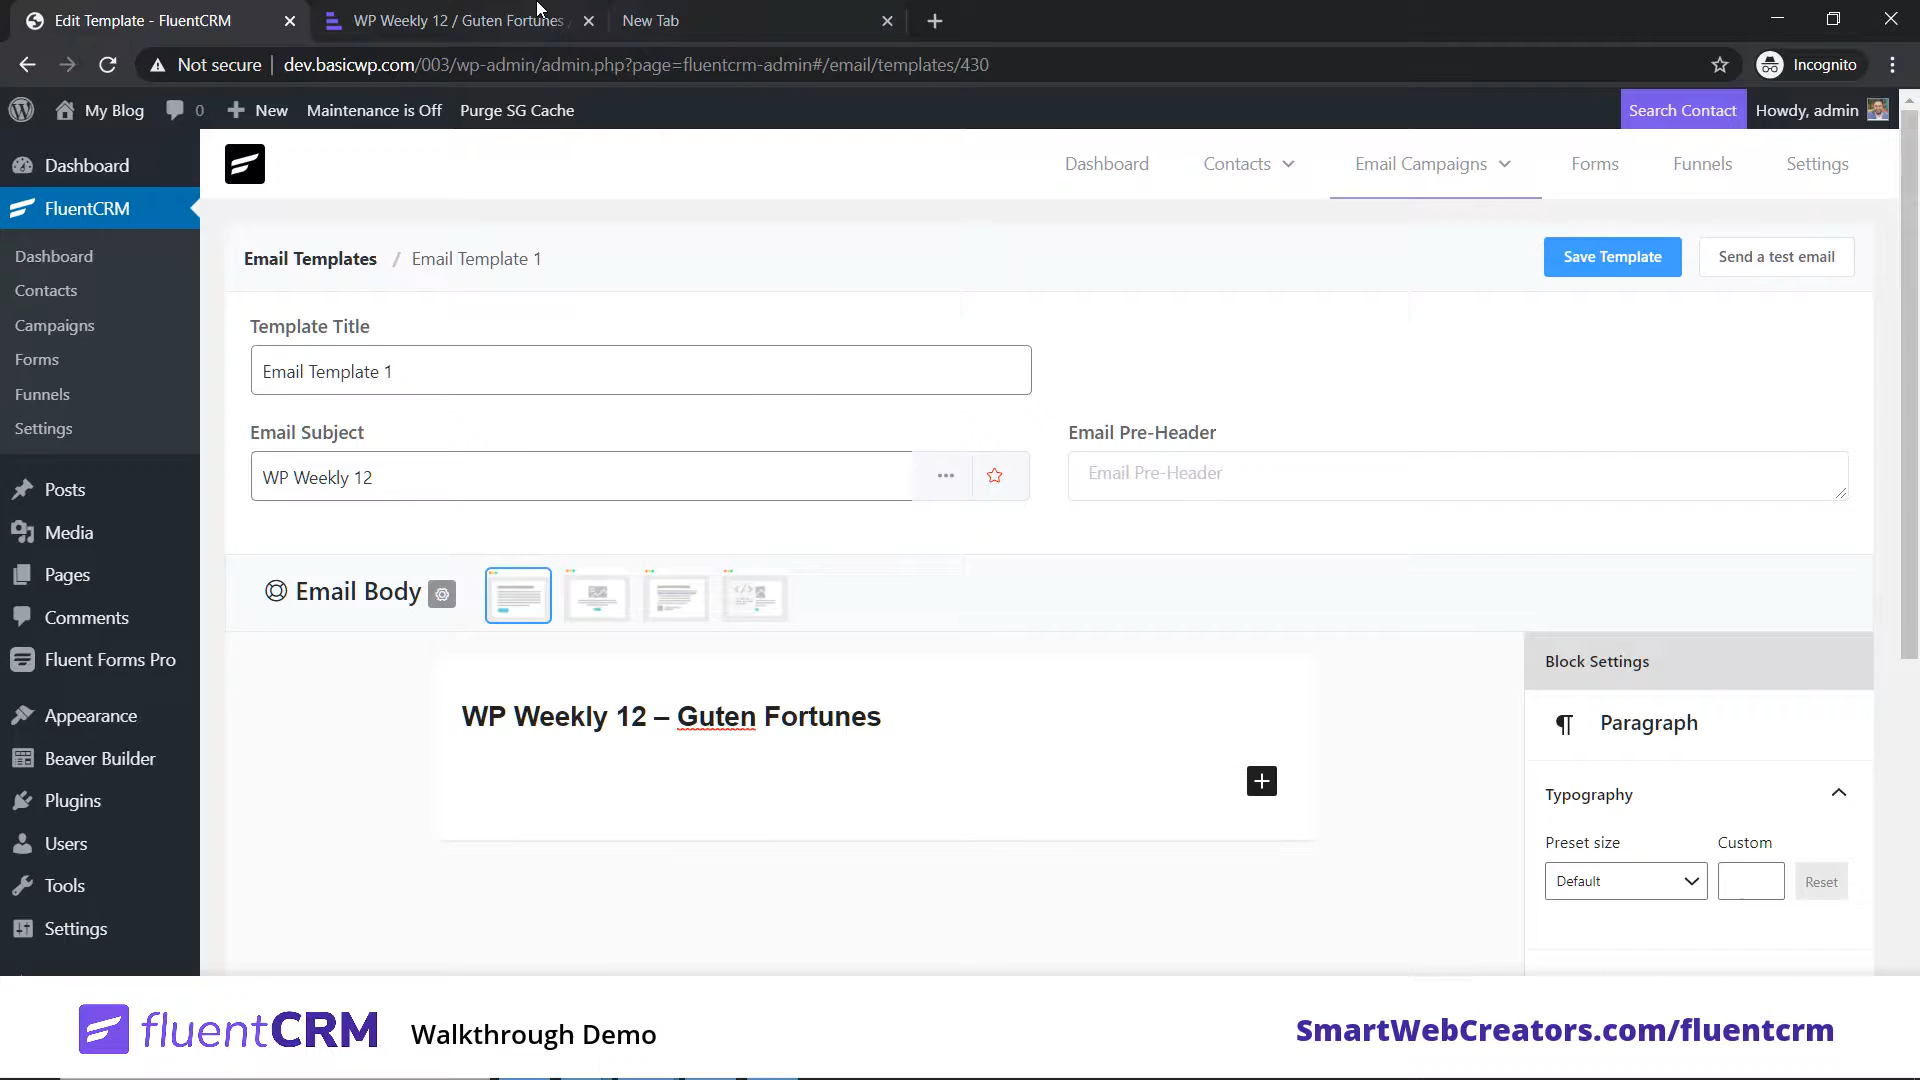 Edit Template - FluentCRM
WP Weekly 12 / Guten Fortunes
New Tab
Not secure
dev.basicwp.com/003/wp-admin/admin.php?page=fluentcrm-admin#/email/templates/430
Incognito
My Blog
0
New
Maintenance is Off
Purge SG Cache
Search Contact
Howdy, admin
Dashboard
FluentCRM
Dashboard
Contacts
Campaigns
Forms
Funnels
Settings
Posts
Media
Pages
Comments
Fluent Forms Pro
Appearance
Beaver Builder
Plugins
Users
Tools
Settings
Dashboard
Contacts
Email Campaigns
Forms
Funnels
Settings
Email Templates / Email Template 1
Save Template
Send a test email
Template Title
Email Template 1
Email Subject
WP Weekly 12
Email Pre-Header
Email Pre-Header
Email Body
WP Weekly 12 – Guten Fortunes
Block Settings
Paragraph
Typography
Preset size
Custom
Default
Reset
fluentCRM
Walkthrough Demo
SmartWebCreators.com/fluentcrm